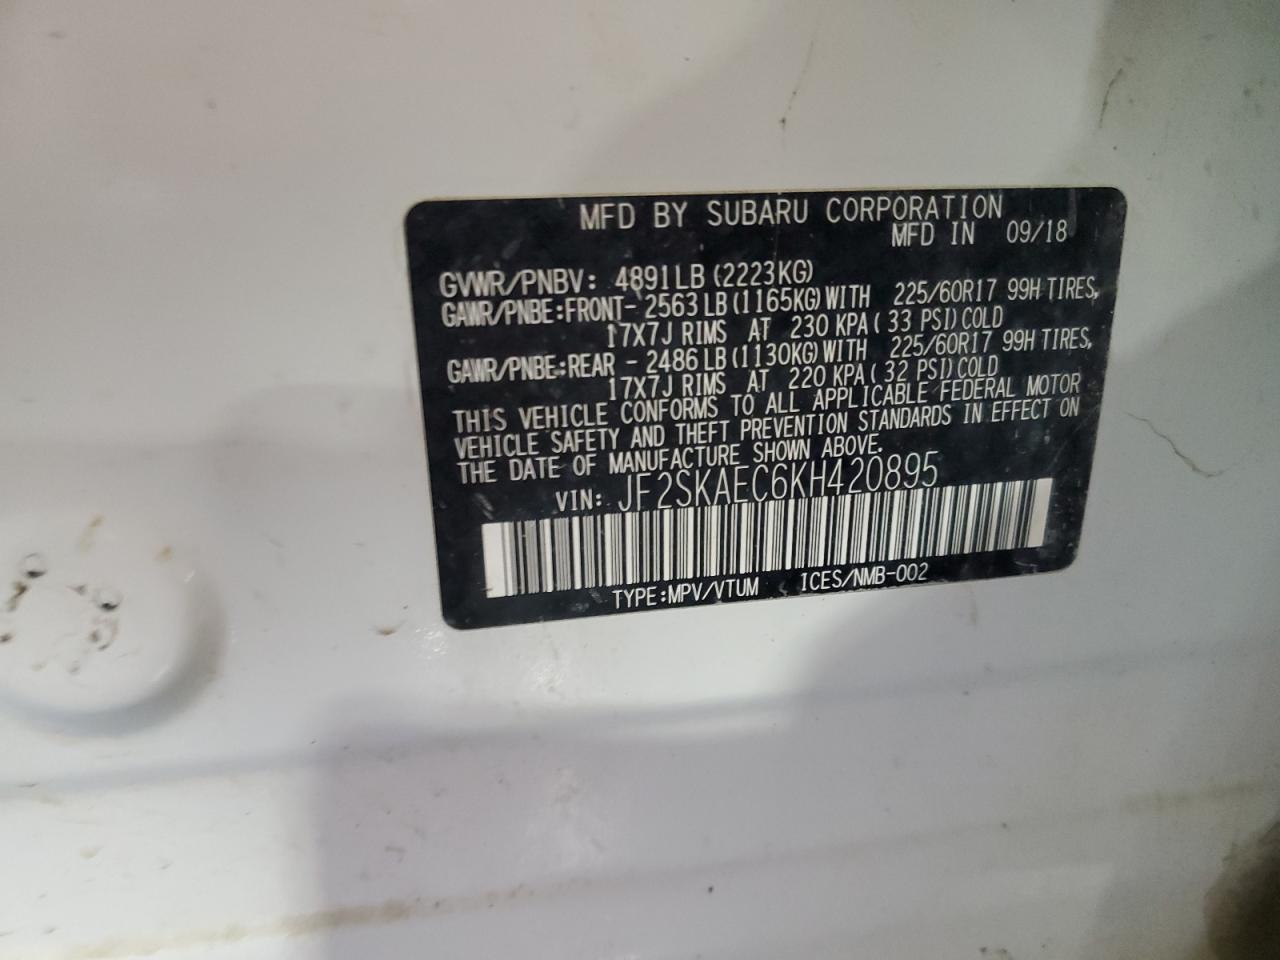 MFD BY SUBARU CORPORATION
MFD IN 09/18
GVWR/PNBV: 4891LB (2223KG)
GAWR/PNBE:FRONT- 2563 LB (1165KG) WITH 225/60R17 99H TIRES,
17X7J RIMS AT 230 KPA ( 33 PSI) COLD
GAWR/PNBE:REAR - 2486 LB (1130KG) WITH 225/60R17 99H TIRES,
17X7J RIMS AT 220 KPA ( 32 PSI) COLD
THIS VEHICLE CONFORMS TO ALL APPLICABLE FEDERAL MOTOR
VEHICLE SAFETY AND THEFT PREVENTION STANDARDS IN EFFECT ON
THE DATE OF MANUFACTURE SHOWN ABOVE.
VIN: JF2SKAEC6KH420895
TYPE:MPV/VTUM ICES/NMB-002